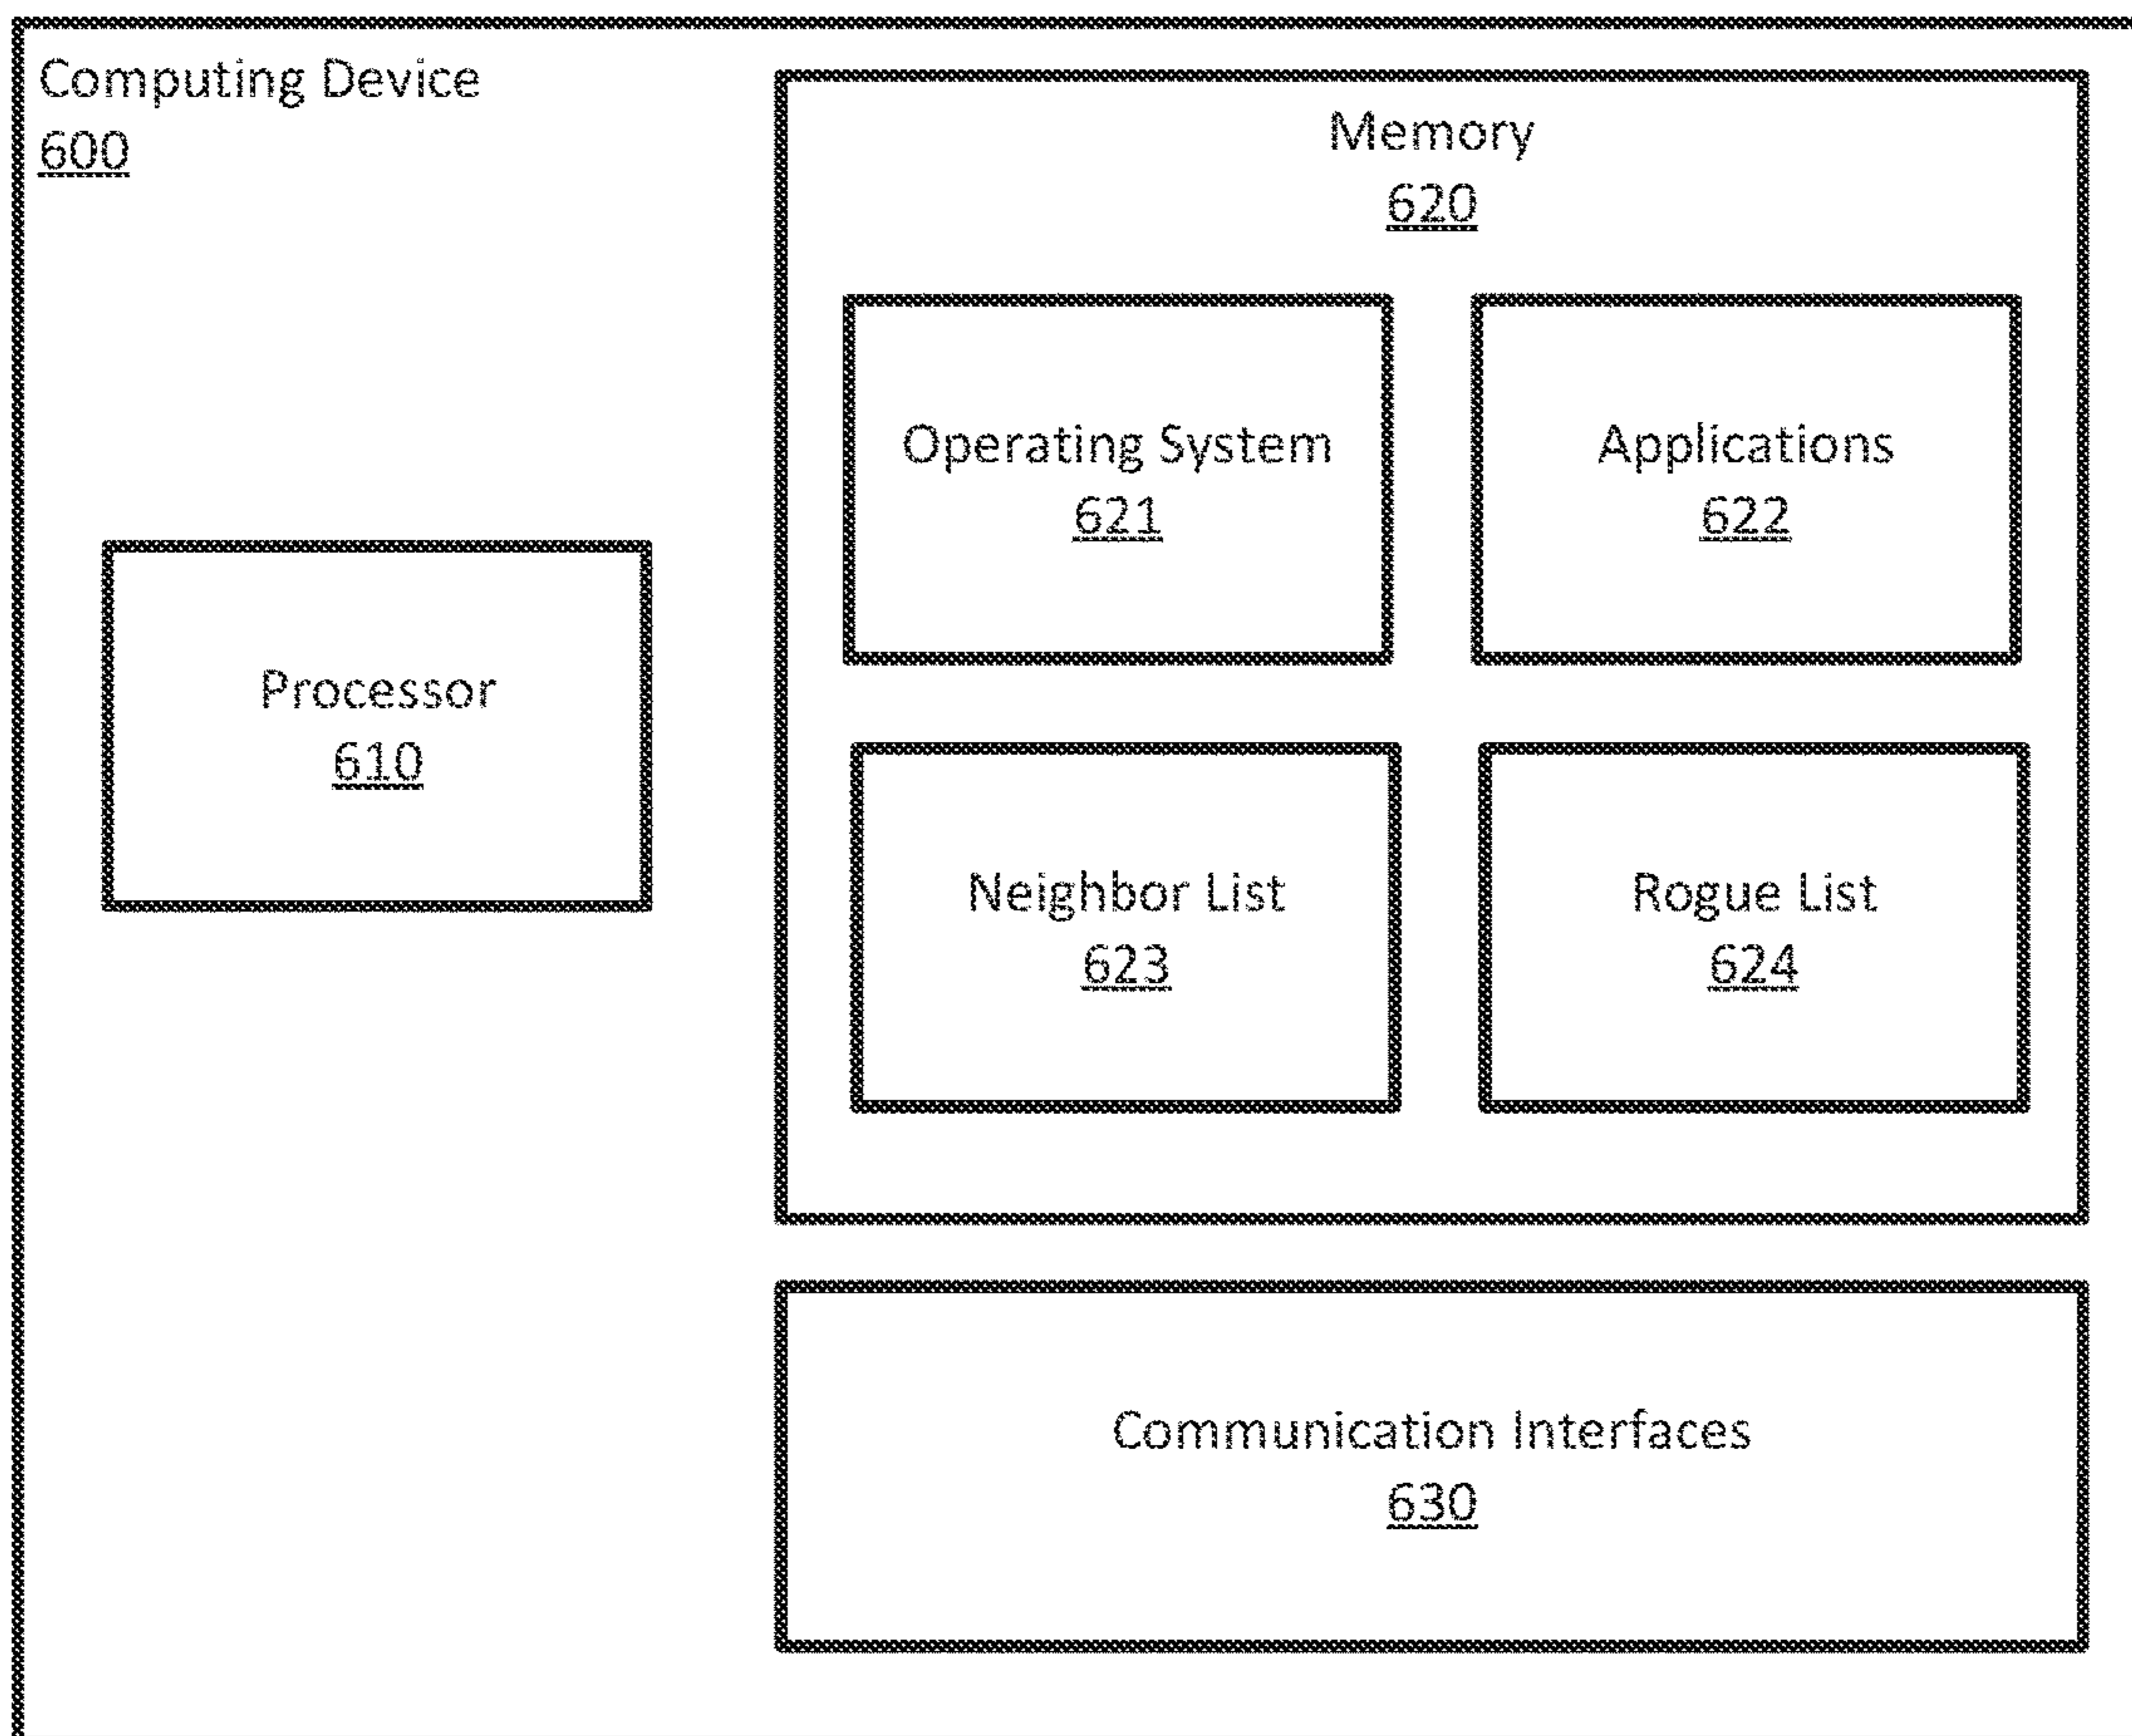 Computing Device
600
Memory
620
Operating System
621
Applications
622
Processor
610
Neighbor List
623
Rogue List
624
Communication Interfaces
630